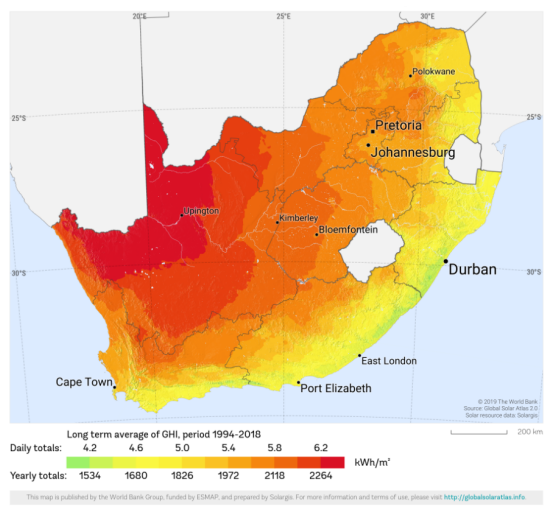 20°E 25°E 30°E
Polokwane
25°S 25°S
Pretoria
Johannesburg
Upington
Kimberley
Bloemfontein
30°S 30°S
Durban
East London
Cape Town
Port Elizabeth
© 2019 The World Bank
Source: Global Solar Atlas 2.0
Solar resource data: Solargis
200 km
Long term average of GHI, period 1994-2018
Daily totals: 4.2 4.6 5.0 5.4 5.8 6.2
kWh/m²
Yearly totals: 1534 1680 1826 1972 2118 2264
This map is published by the World Bank Group, funded by ESMAP, and prepared by Solargis. For more information and terms of use, please visit http://globalsolaratlas.info.